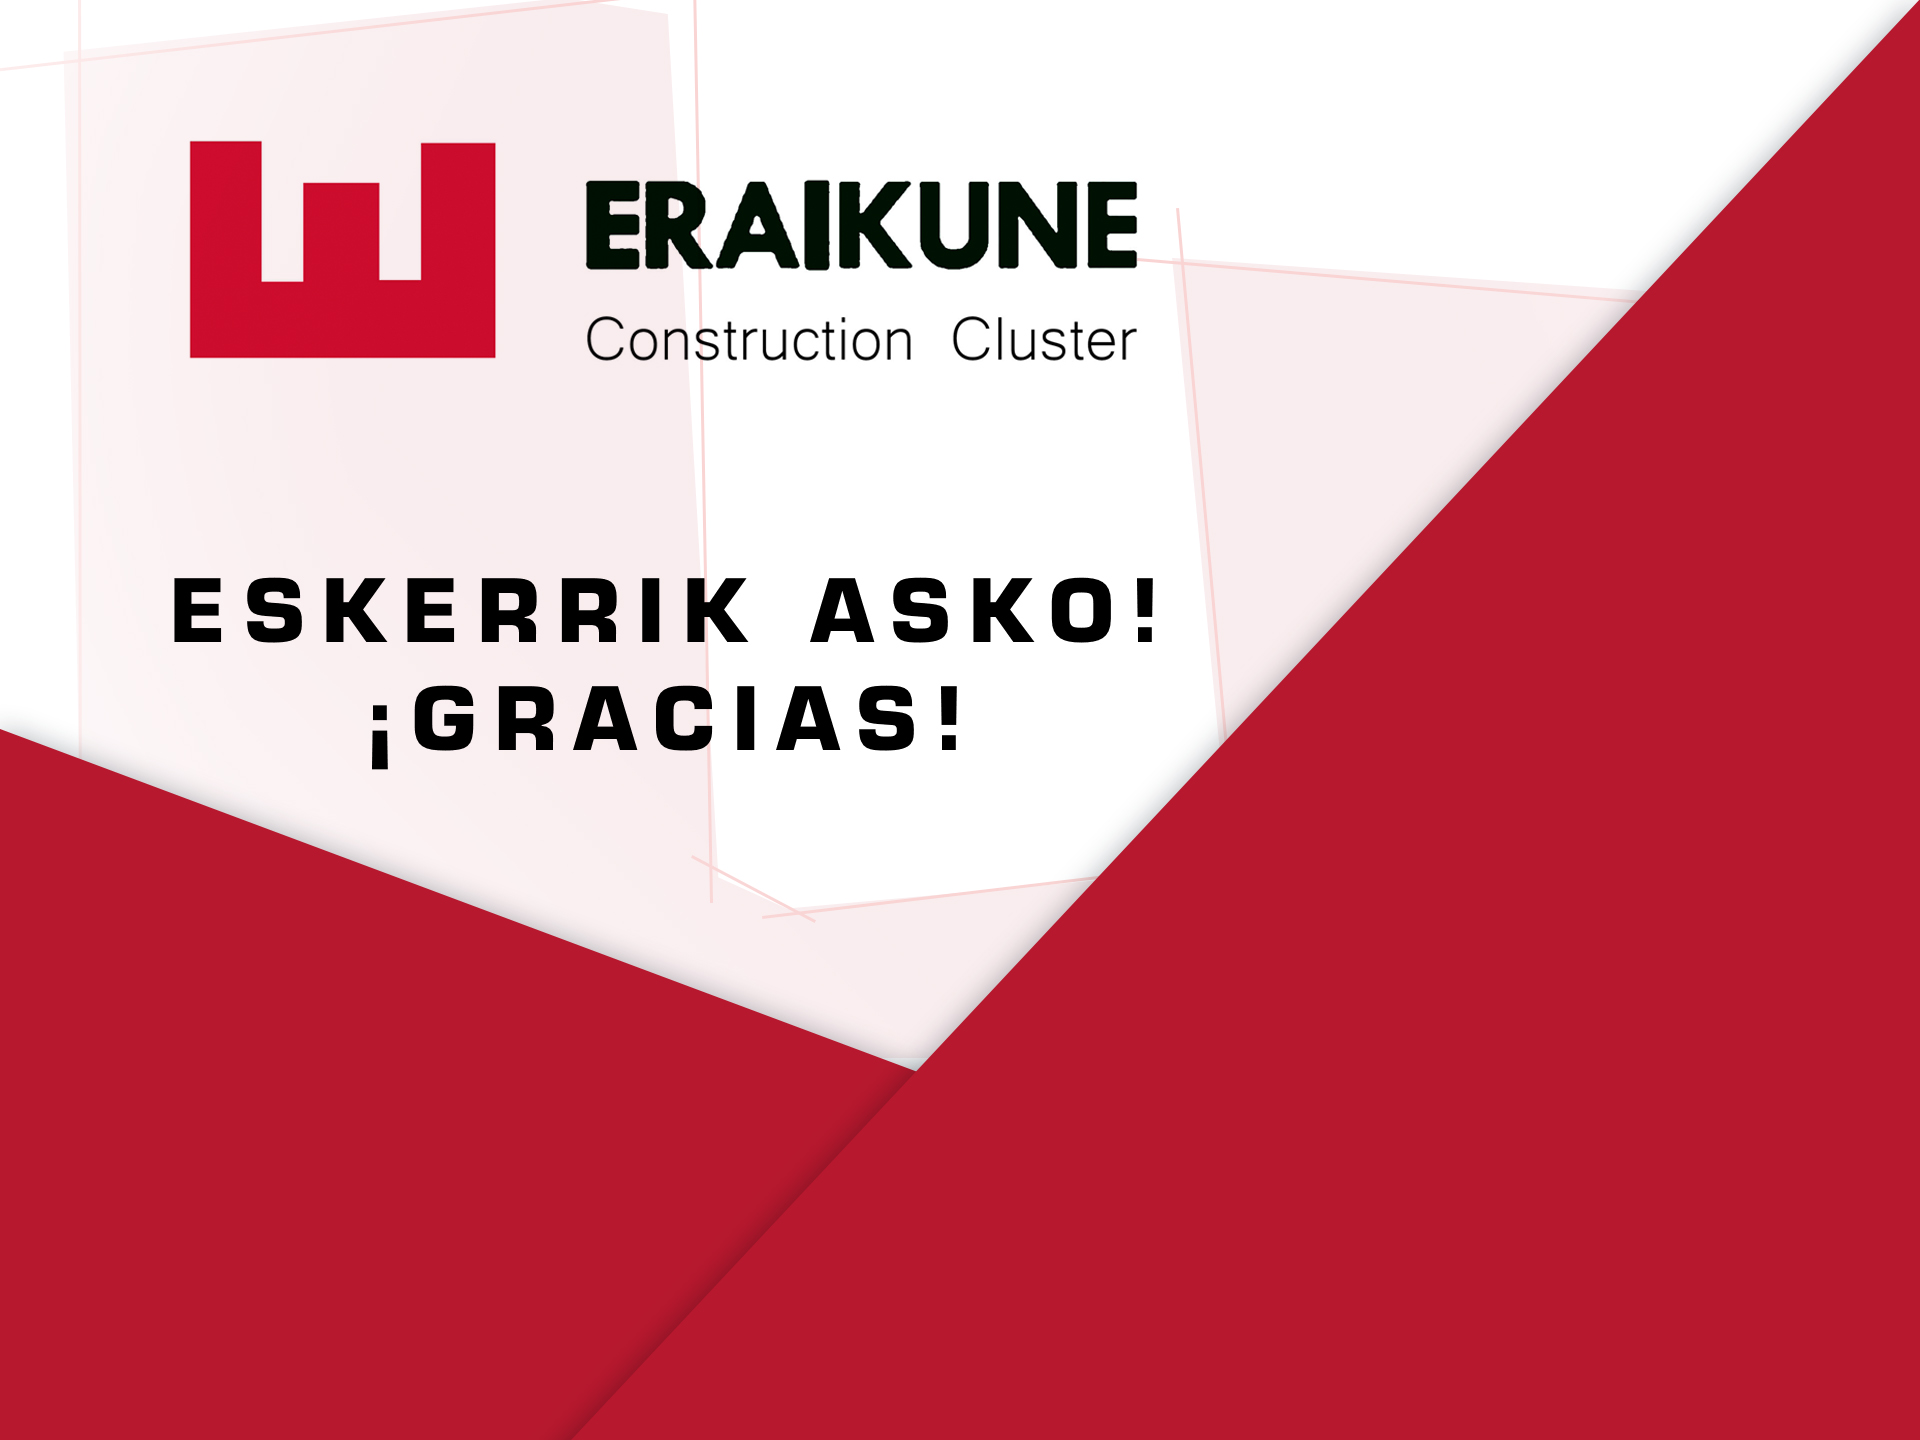 ERAIKUNE
Construction Cluster
ESKERRIK ASKO!
¡GRACIAS!